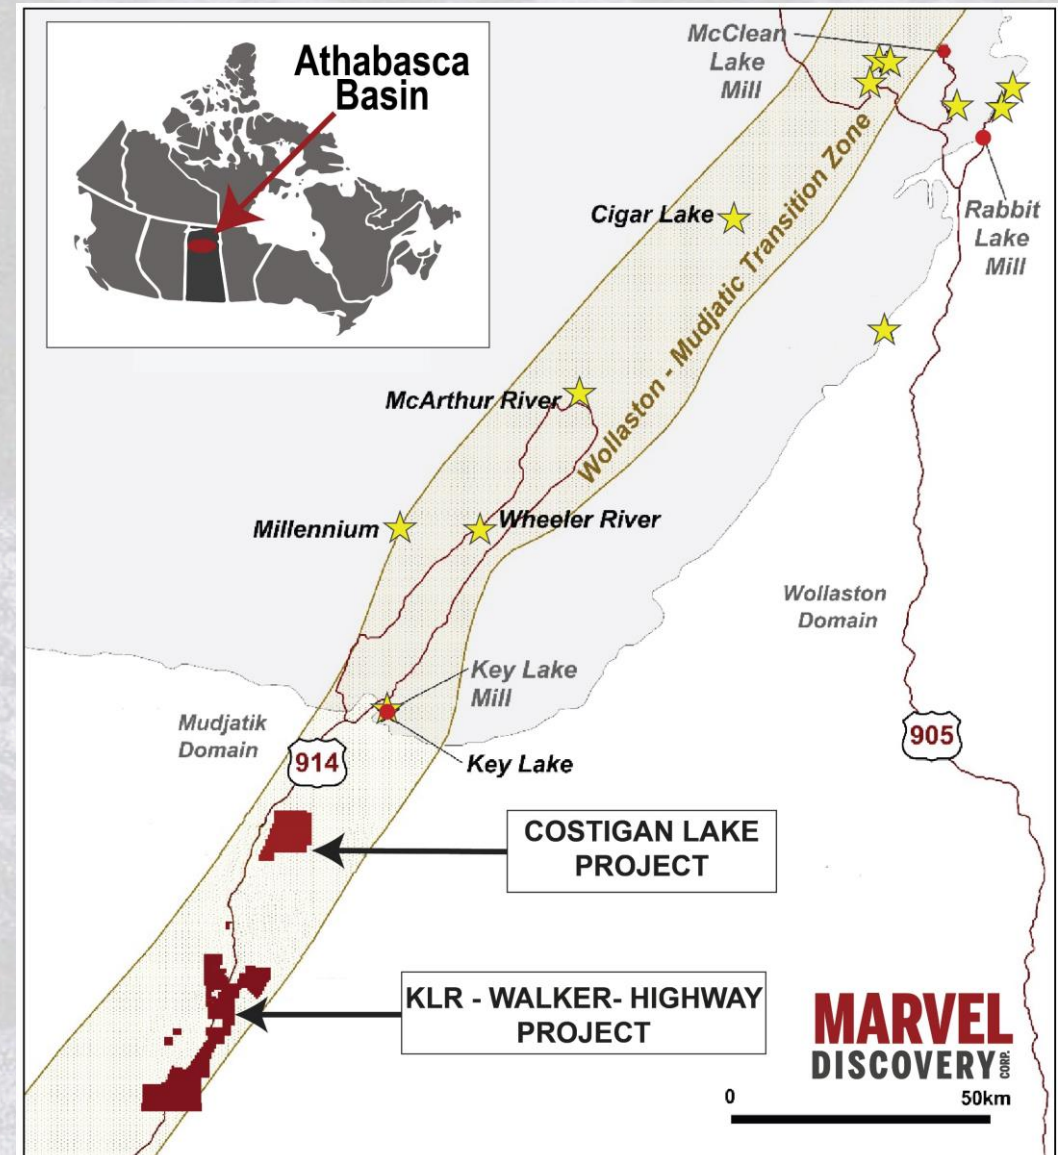 Athabasca
Basin
McClean
Lake
Mill
Cigar Lake
Rabbit
Lake
Mill
Wollaston - Mudjatic Transition Zone
McArthur River
Millennium
Wheeler River
Wollaston
Domain
Key Lake
Mill
Mudjatik
Domain
914
905
Key Lake
COSTIGAN LAKE
PROJECT
KLR - WALKER- HIGHWAY
PROJECT
MARVEL
DISCOVERY CORP.
0 50km